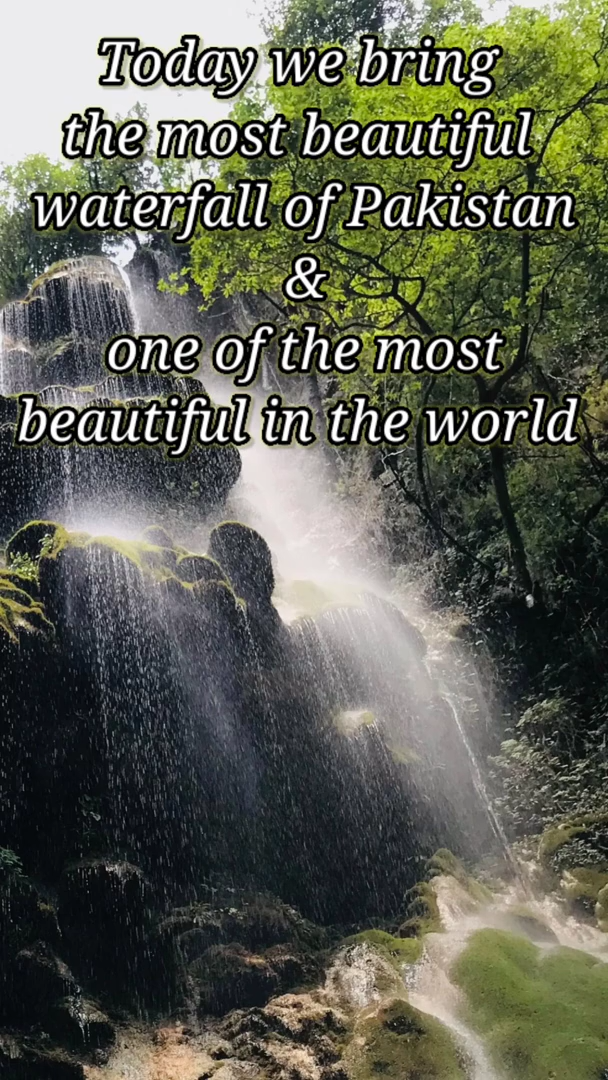 Today we bring
the most beautiful
waterfall of Pakistan
&
one of the most
beautiful in the world